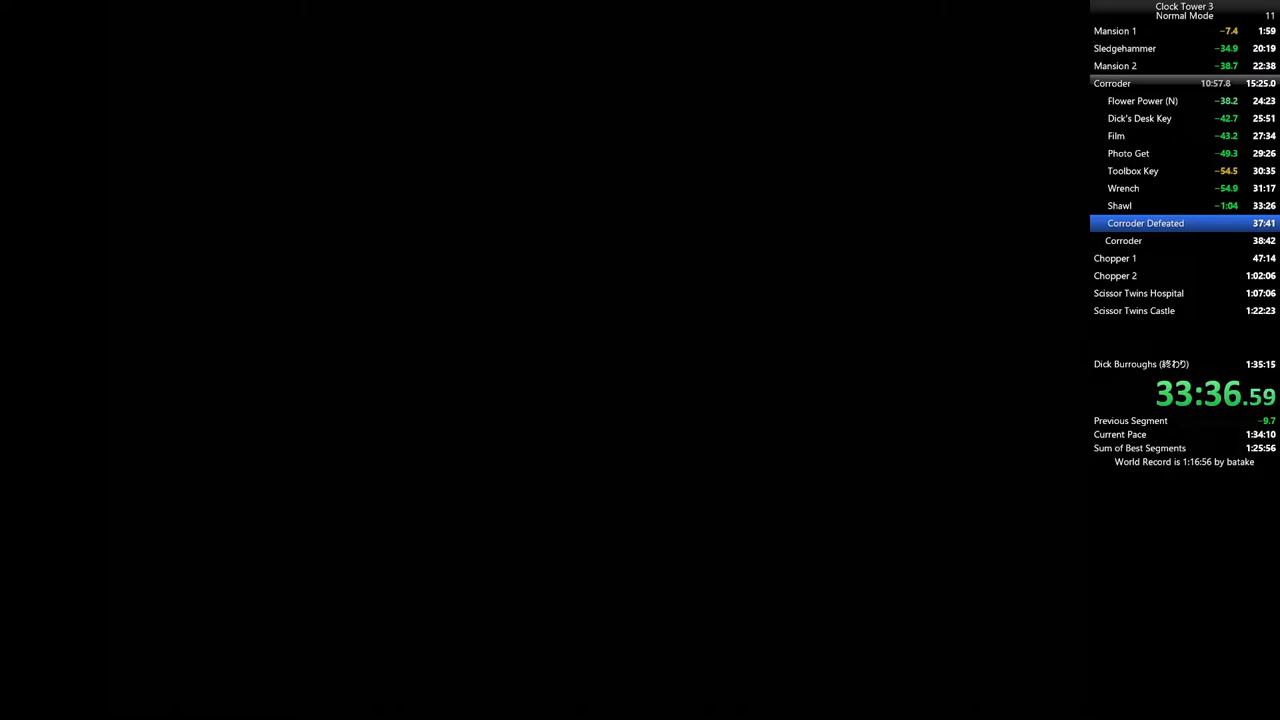 Clock Tower 3
Normal Mode 11
Mansion 1 −7.4 1:59
Sledgehammer −34.9 20:19
Mansion 2 −38.7 22:38
Corroder 10:57.8 15:25.0
Flower Power (N) −38.2 24:23
Dick's Desk Key −42.7 25:51
Film −43.2 27:34
Photo Get −49.3 29:26
Toolbox Key −54.5 30:35
Wrench −54.9 31:17
Shawl −1:04 33:26
Corroder Defeated 37:41
Corroder 38:42
Chopper 1 47:14
Chopper 2 1:02:06
Scissor Twins Hospital 1:07:06
Scissor Twins Castle 1:22:23
Dick Burroughs (終わり) 1:35:15
33:36.59
Previous Segment −9.7
Current Pace 1:34:10
Sum of Best Segments 1:25:56
World Record is 1:16:56 by batake